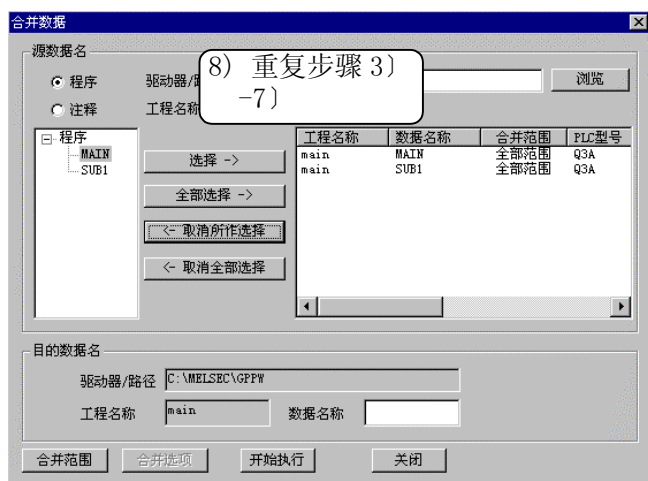 合并数据
源数据名
程序
驱动器/
8) 重复步骤 3〕
-7〕
浏览
注释
工程名称
程序
MAIN
SUB1
选择 ->
全部选择 ->
<- 取消所作选择
<- 取消全部选择
工程名称 数据名称 合并范围 PLC型号
main MAIN 全部范围 Q3A
main SUB1 全部范围 Q3A
目的数据名
驱动器/路径 C:\MELSEC\GPPW
工程名称 main 数据名称
合并范围 合并选项 开始执行 关闭